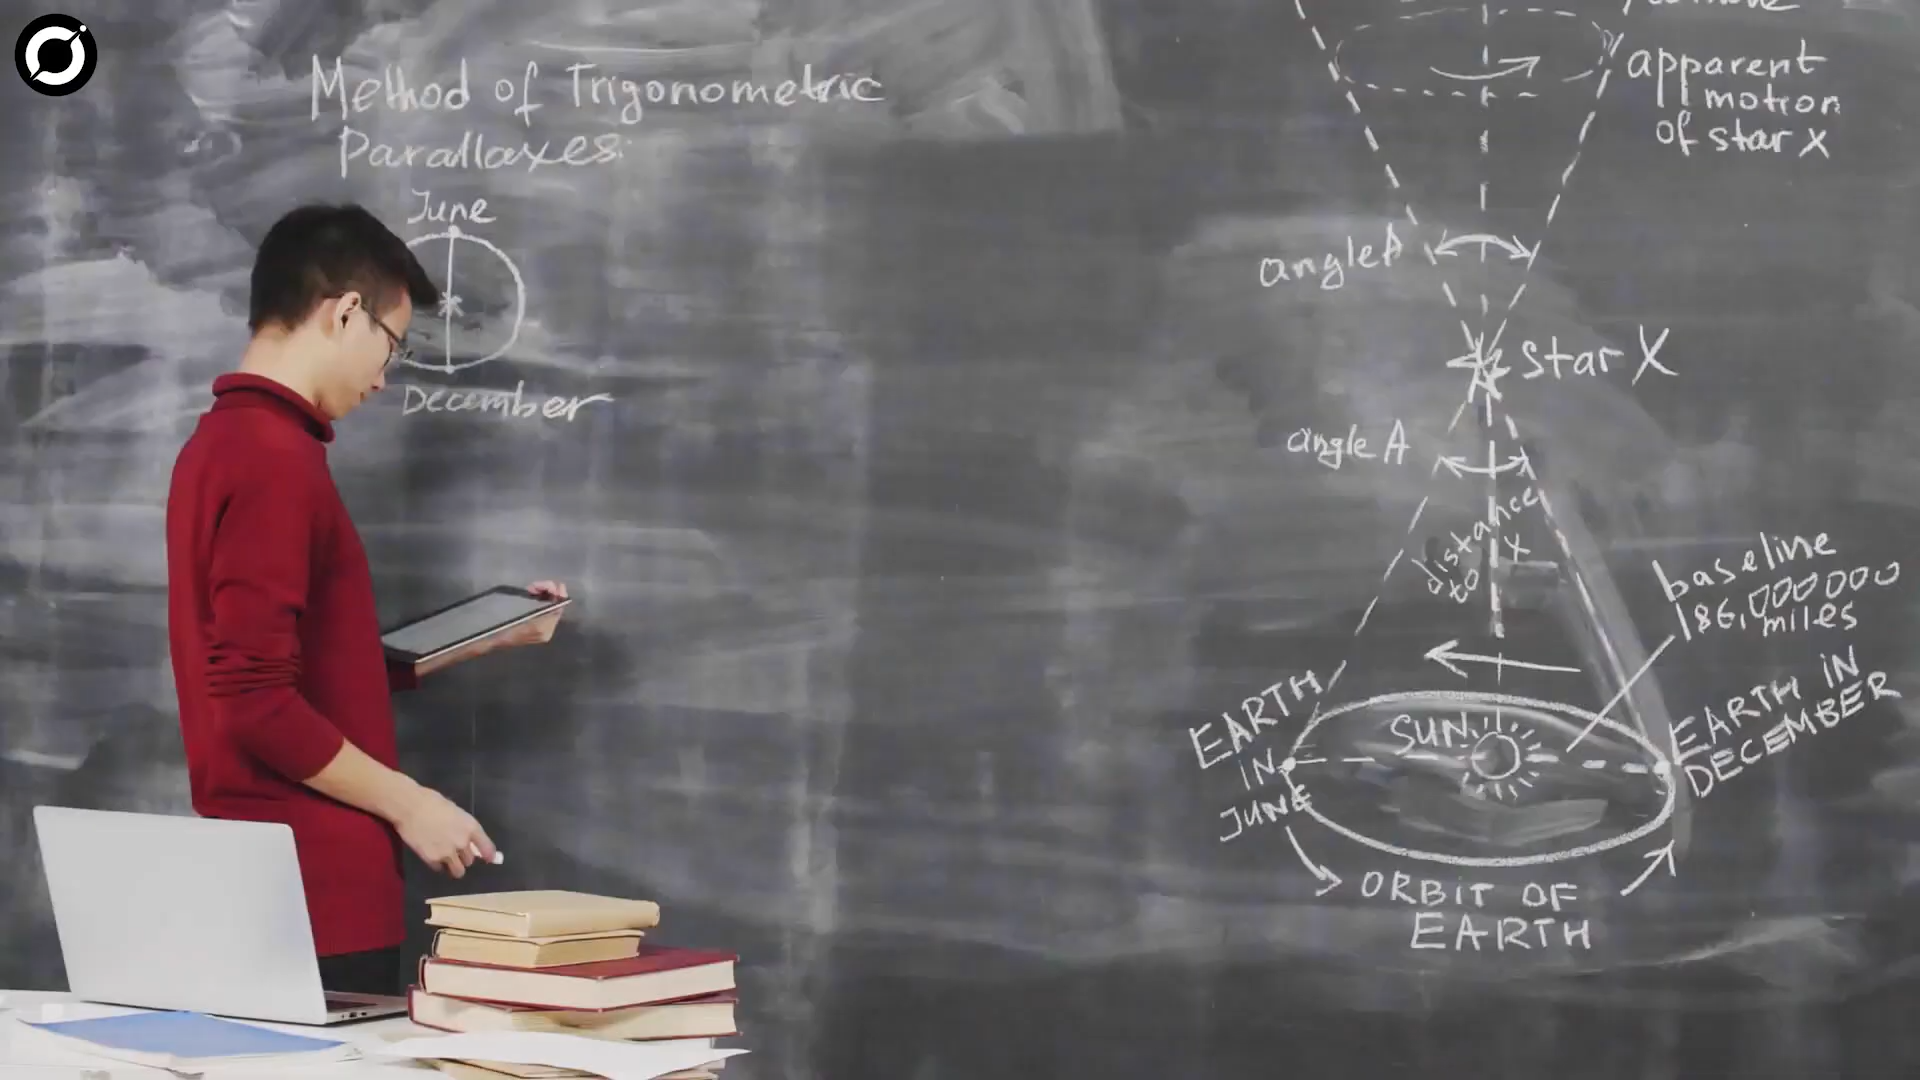 Method of Trigonometric
Parallaxes:
June
December
apparent
motion
of star X
angle A
star X
angle A
distance
to X
baseline
186,000000
miles
EARTH
IN
JUNE
SUN
EARTH IN
DECEMBER
ORBIT OF
EARTH